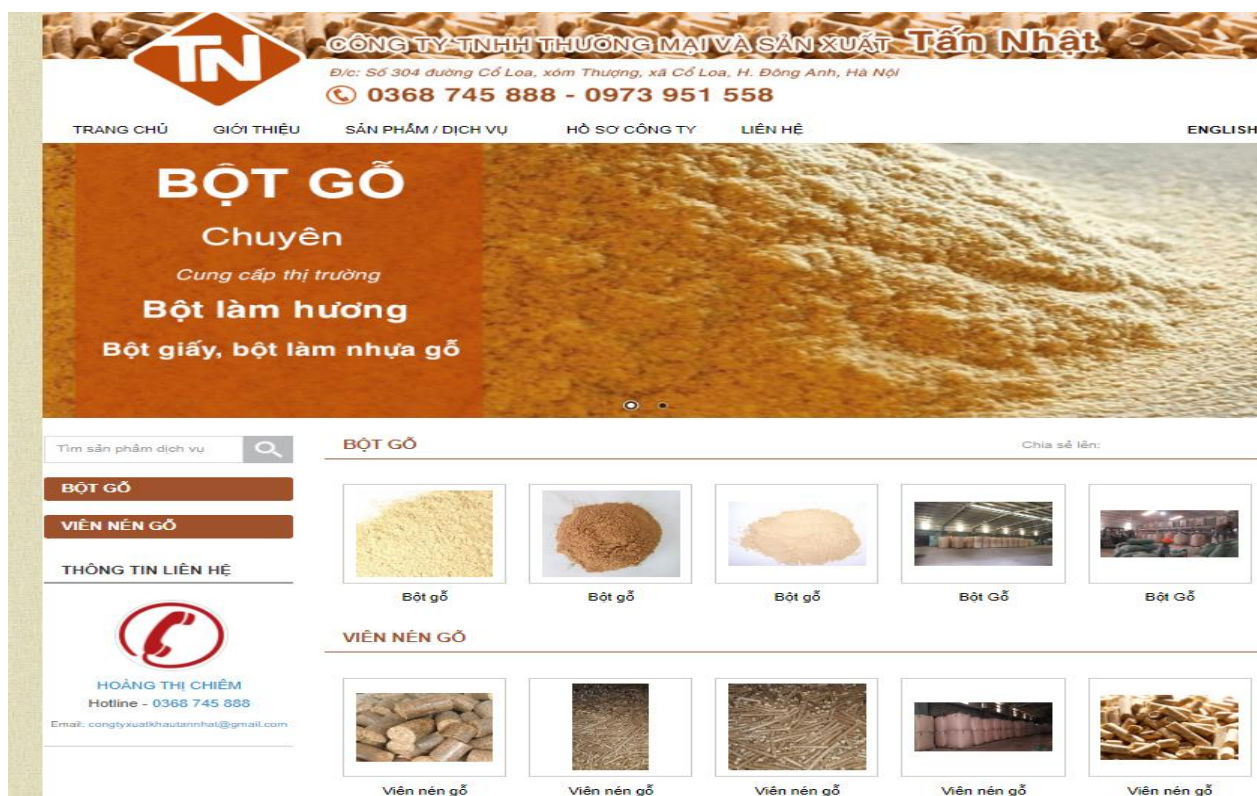 TN
CÔNG TY TNHH THƯƠNG MẠI VÀ SẢN XUẤT Tấn Nhật
Đ/c: Số 304 đường Cổ Loa, xóm Thượng, xã Cổ Loa, H. Đông Anh, Hà Nội
0368 745 888 - 0973 951 558
TRANG CHỦ GIỚI THIỆU SẢN PHẨM / DỊCH VỤ HỒ SƠ CÔNG TY LIÊN HỆ ENGLISH
BỘT GỖ
Chuyên
Cung cấp thị trường
Bột làm hương
Bột giấy, bột làm nhựa gỗ
Tìm sản phẩm dịch vụ
BỘT GỖ
VIÊN NÉN GỖ
THÔNG TIN LIÊN HỆ
HOÀNG THỊ CHIÊM
Hotline - 0368 745 888
Email: congtyxuatkhautannhat@gmail.com
BỘT GỖ Chia sẻ lên:
Bột gỗ Bột gỗ Bột gỗ Bột Gỗ Bột Gỗ
VIÊN NÉN GỖ
Viên nén gỗ Viên nén gỗ Viên nén gỗ Viên nén gỗ Viên nén gỗ